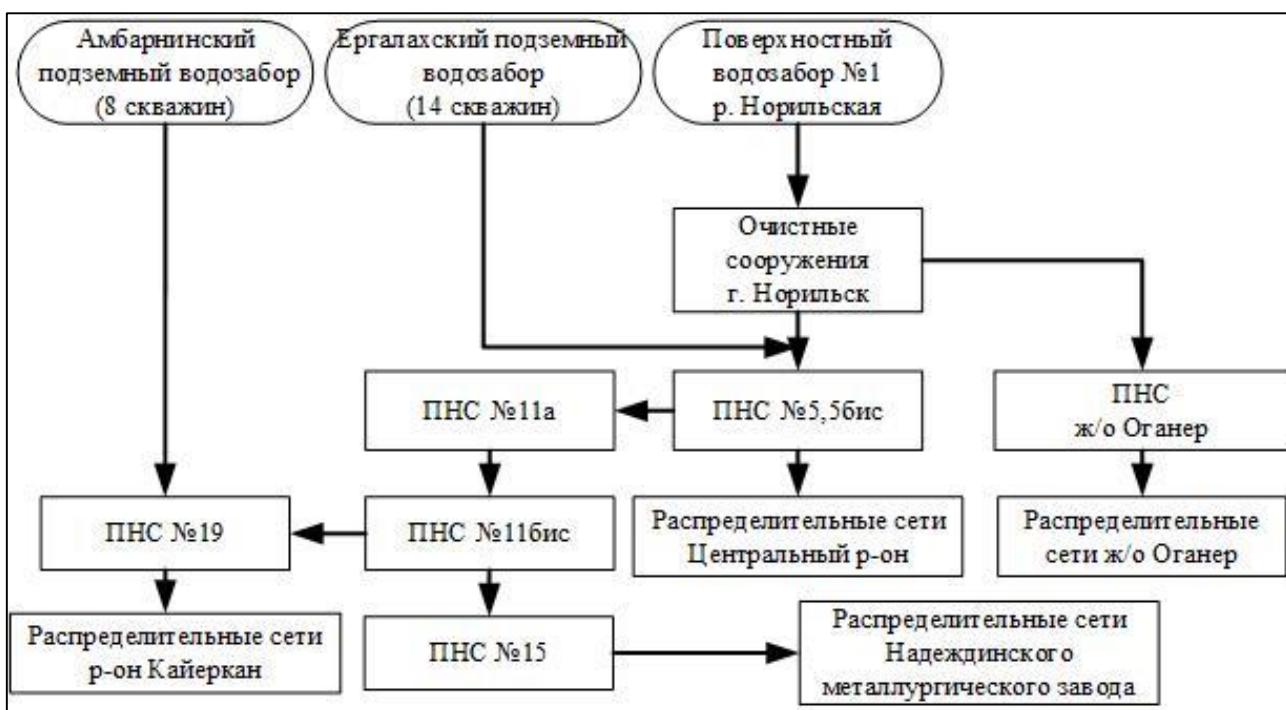 Амбарнинский
подземный водозабор
(8 скважин)
Ергалахский подземный
водозабор
(14 скважин)
Поверхностный
водозабор №1
р. Норильская
Очистные
сооружения
г. Норильск
ПНС №11а
ПНС №5,5бис
ПНС
ж/о Оганер
ПНС №19
ПНС №11бис
Распределительные сети
Центральный р-он
Распределительные
сети ж/о Оганер
Распределительные сети
р-он Кайеркан
ПНС №15
Распределительные сети
Надеждинского
металлургического завода